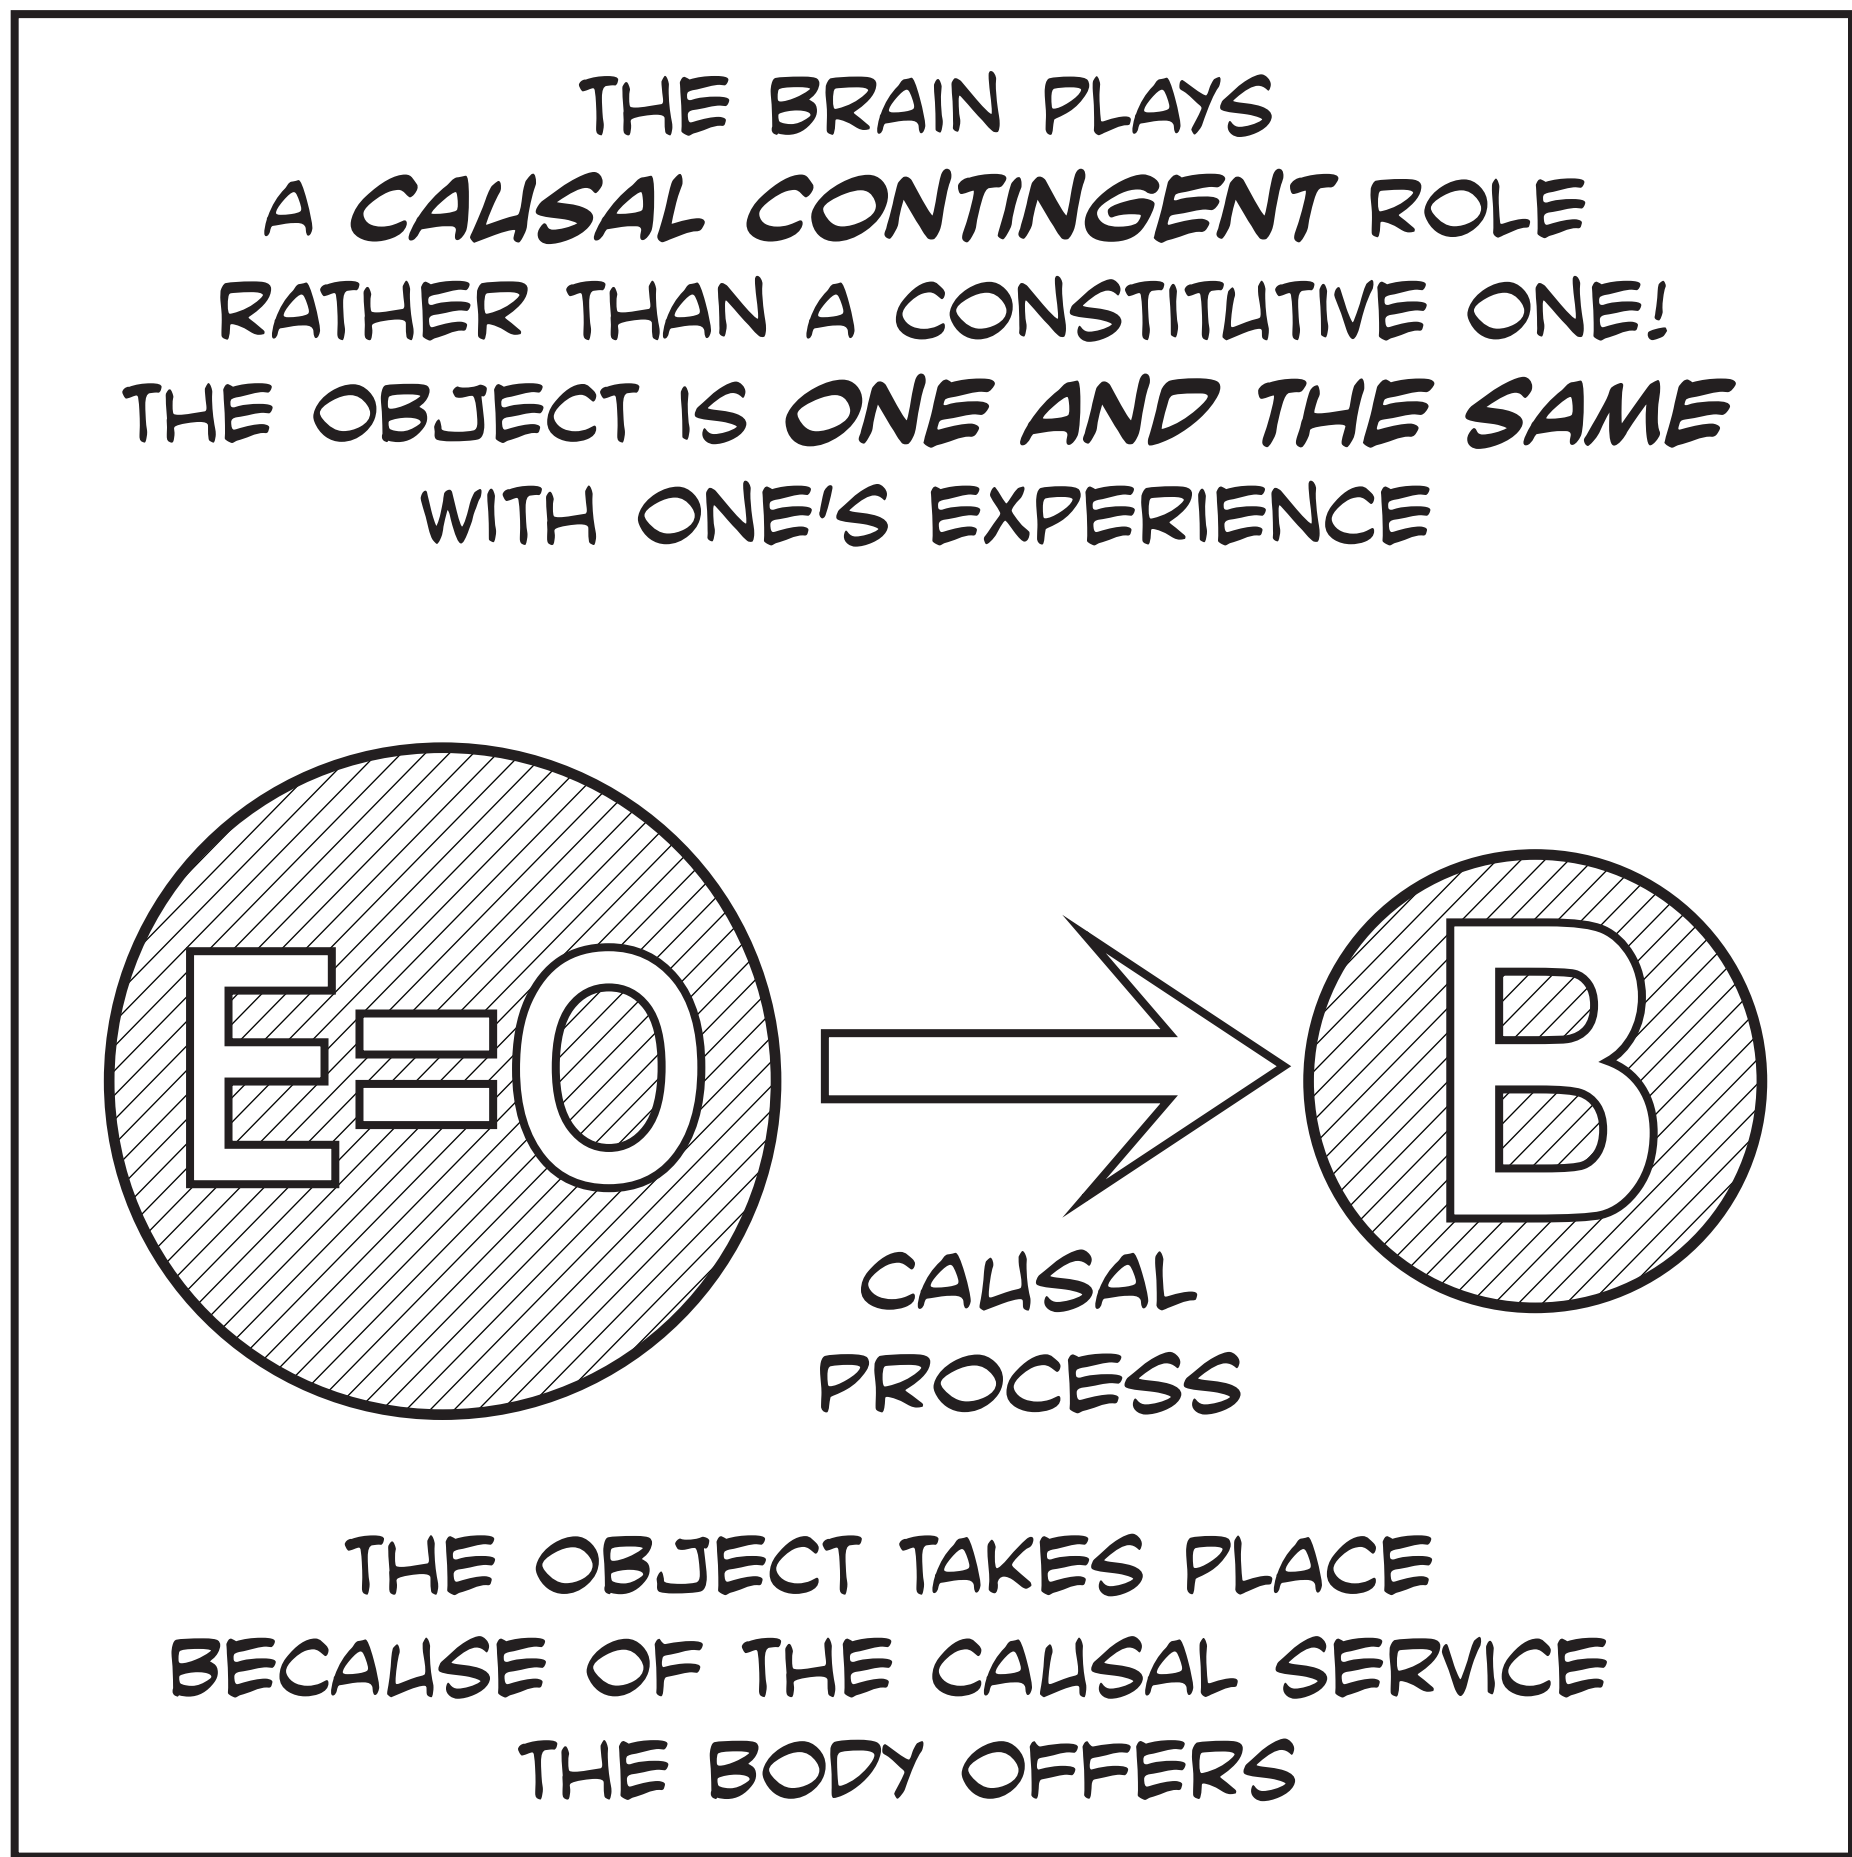 THE BRAIN PLAYS
A CAUSAL CONTINGENT ROLE
RATHER THAN A CONSTITUTIVE ONE!
THE OBJECT IS ONE AND THE SAME
WITH ONE'S EXPERIENCE
E=O
B
CAUSAL
PROCESS
THE OBJECT TAKES PLACE
BECAUSE OF THE CAUSAL SERVICE
THE BODY OFFERS